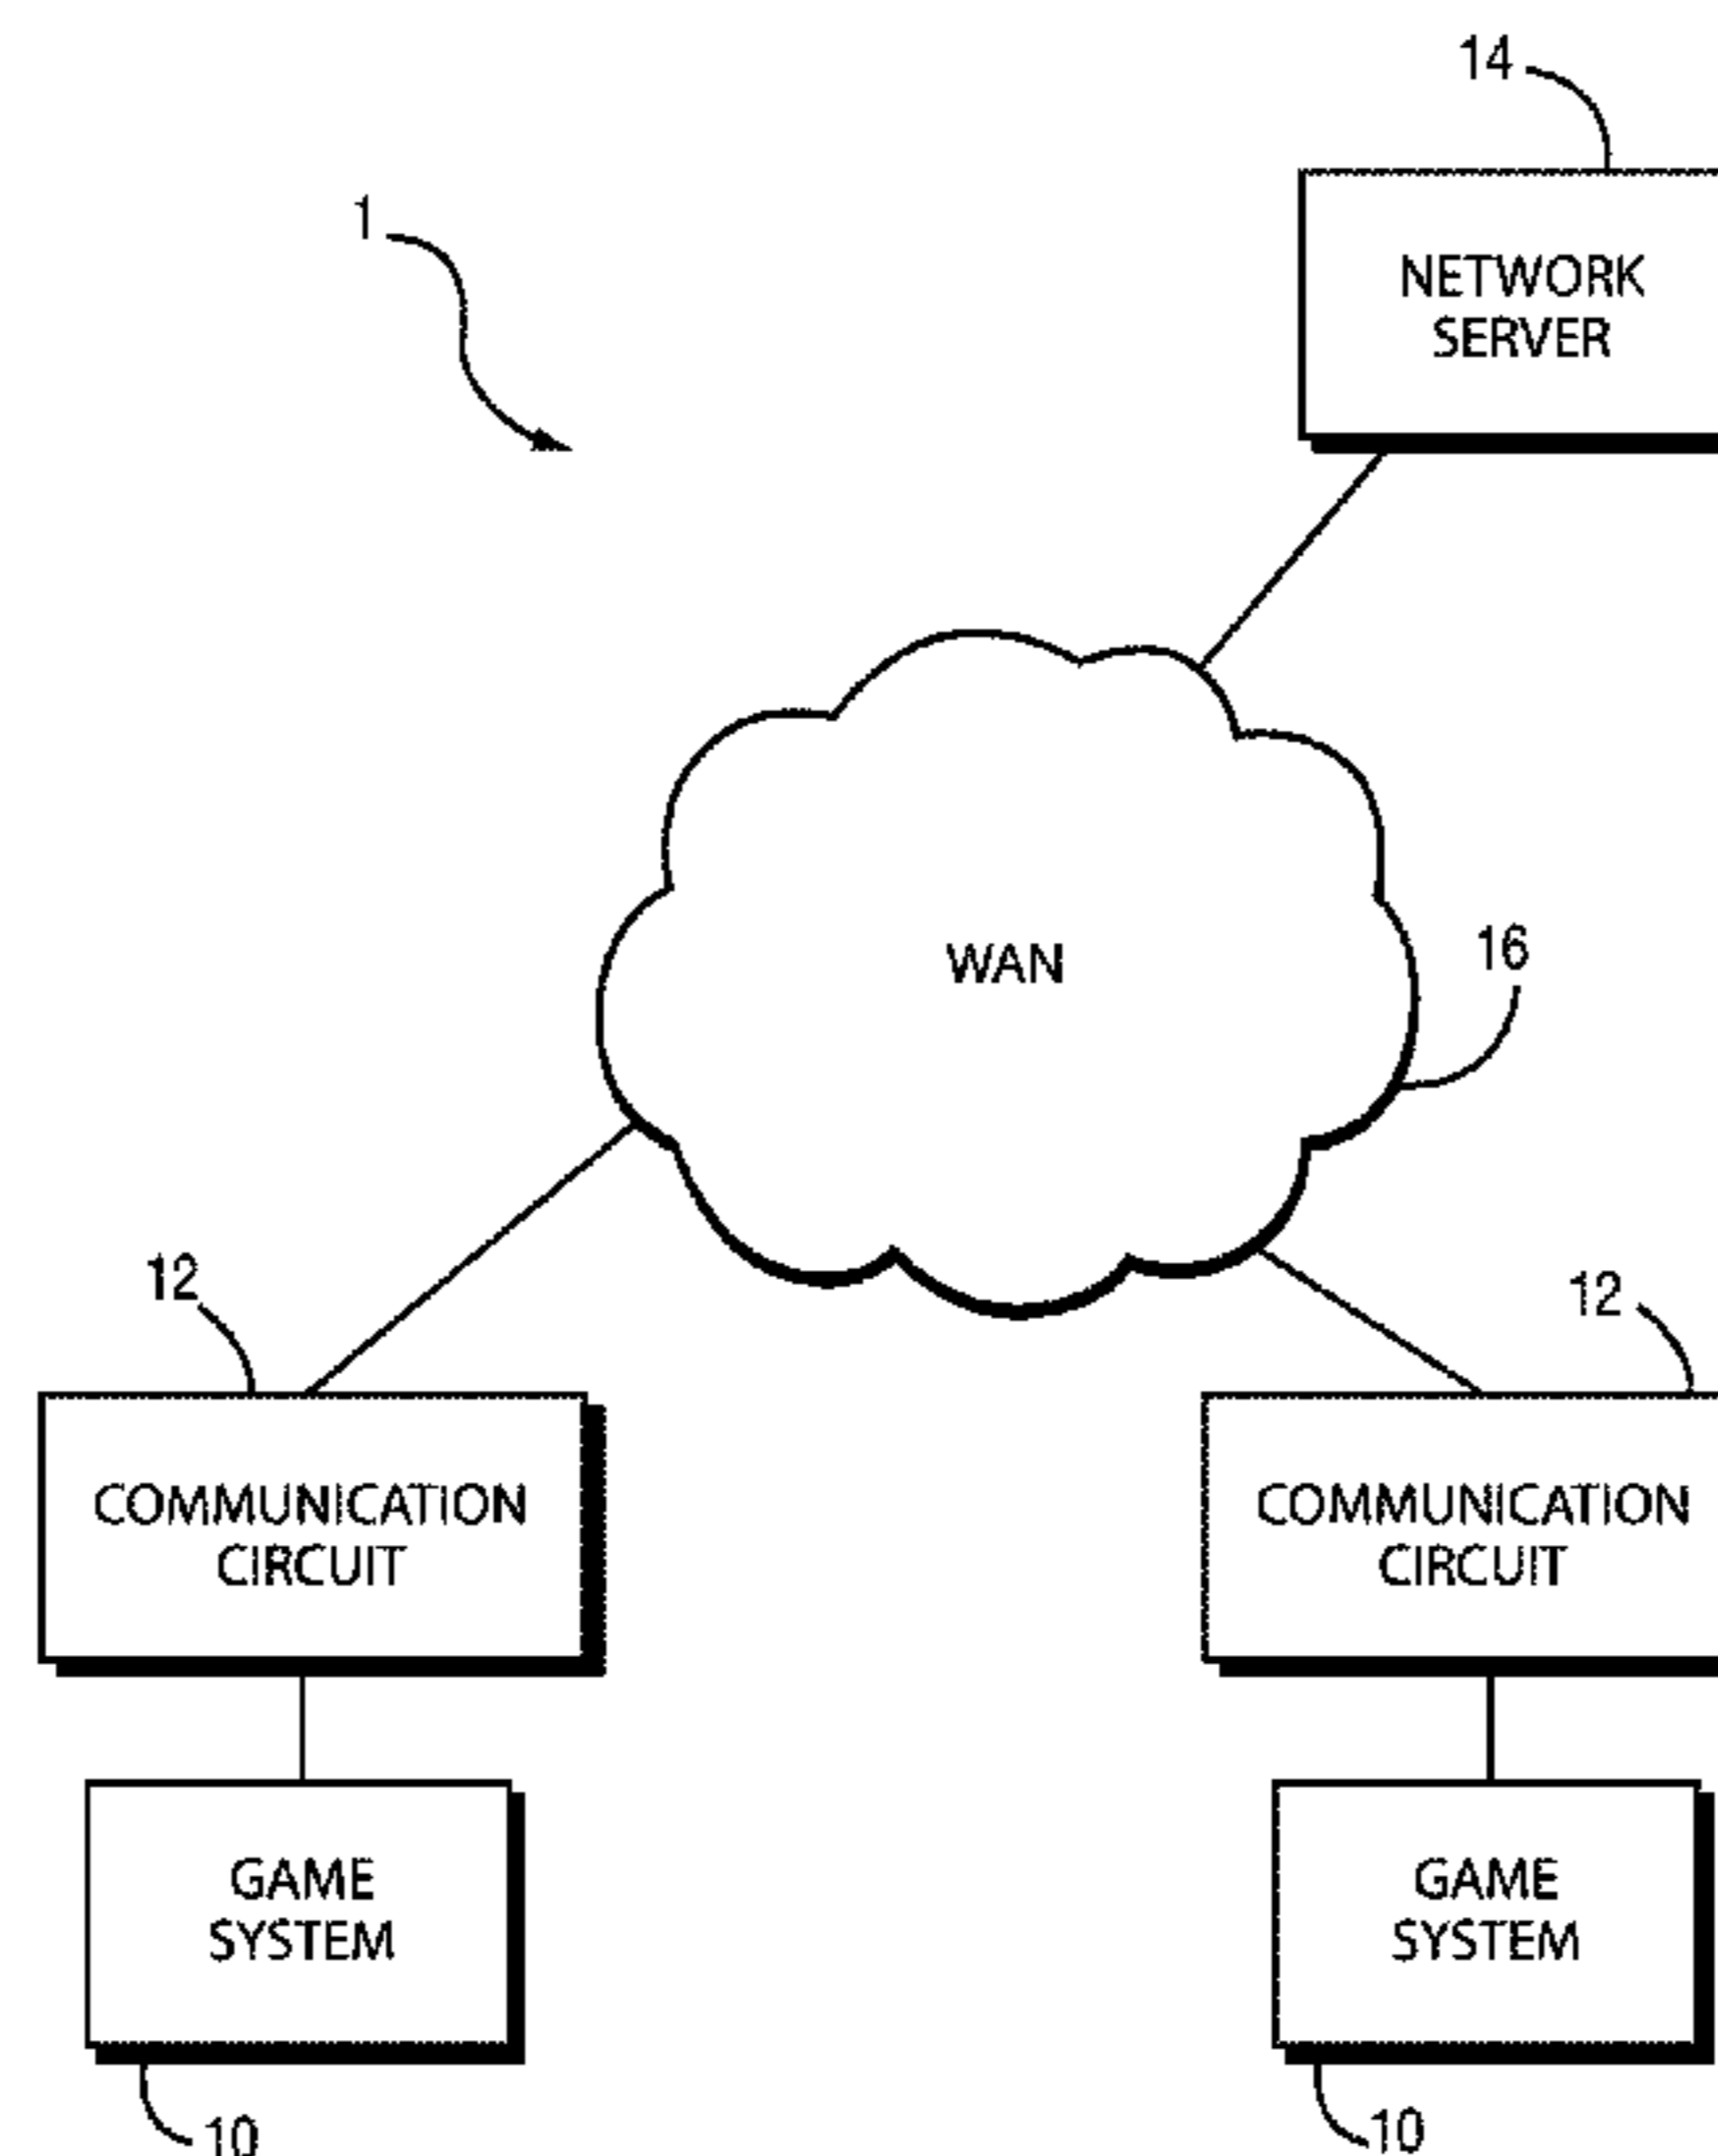 14
1
NETWORK
SERVER
WAN
16
12
12
COMMUNICATION
CIRCUIT
COMMUNICATION
CIRCUIT
GAME
SYSTEM
GAME
SYSTEM
10
10